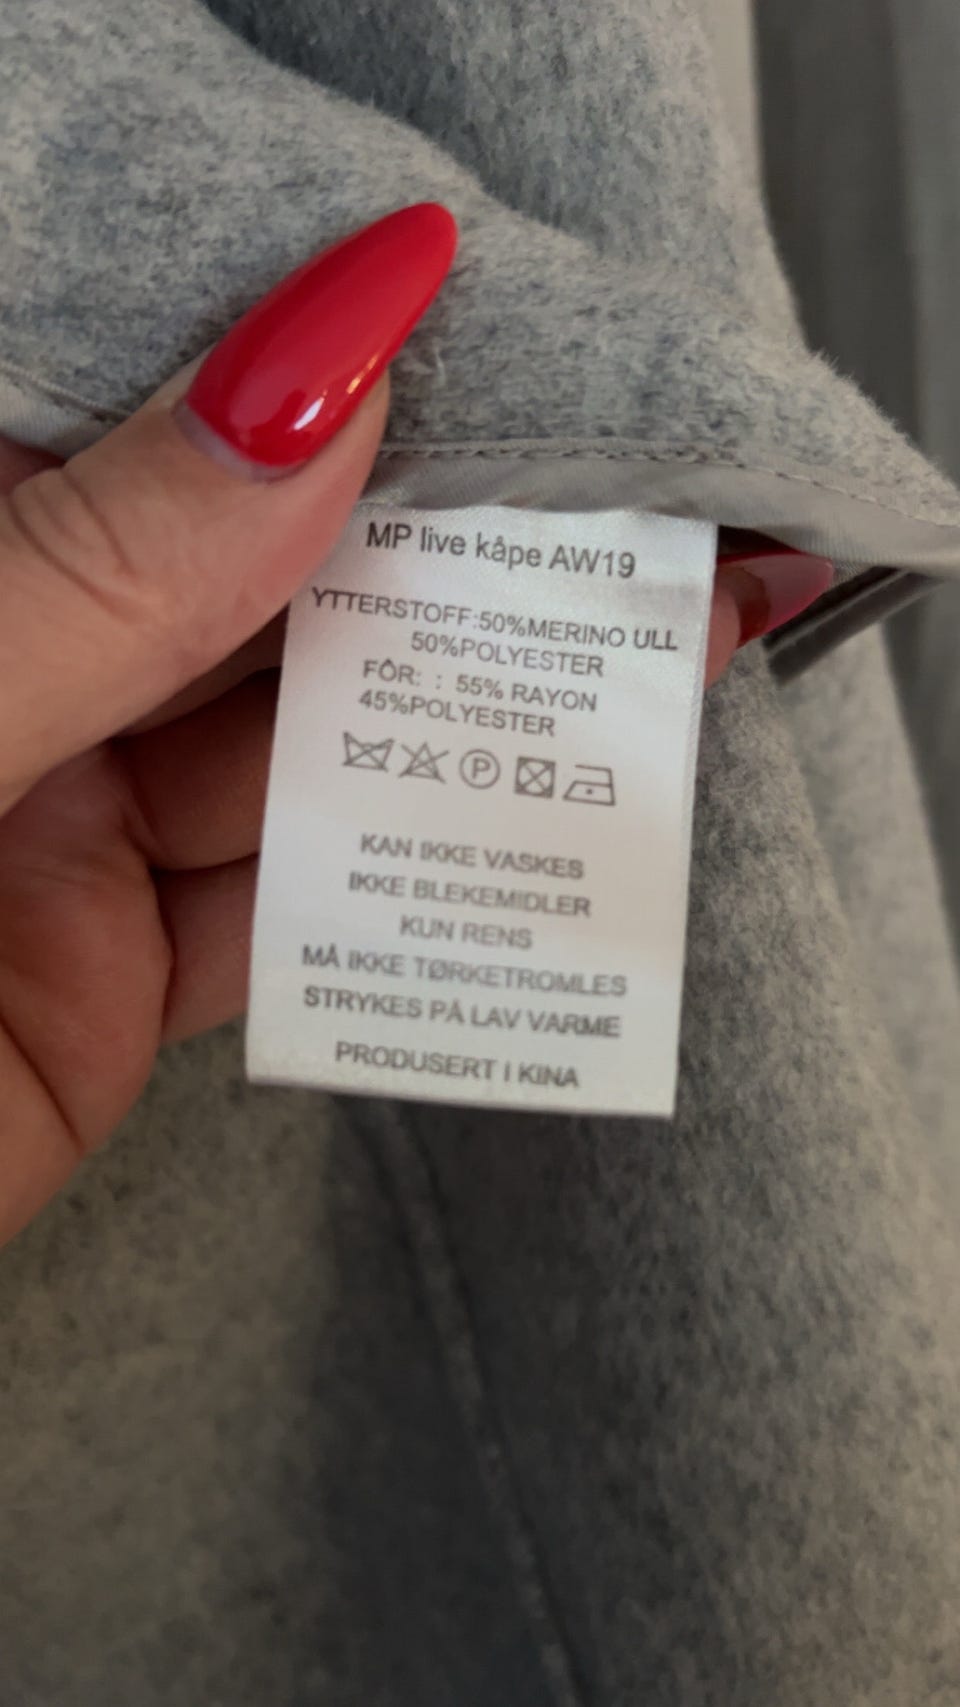 MP live kåpe AW19
YTTERSTOFF:50%MERINO ULL
50%POLYESTER
FÔR: : 55% RAYON
45%POLYESTER
P
KAN IKKE VASKES
IKKE BLEKEMIDLER
KUN RENS
MÅ IKKE TØRKETROMLES
STRYKES PÅ LAV VARME
PRODUSERT I KINA